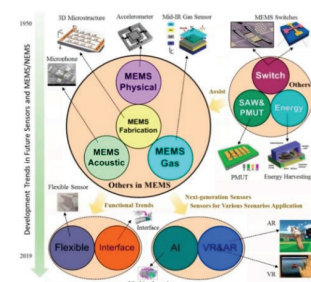 1950
Development Trends in Future Sensors and MEMS/NEMS
2019
3D Microstructure
Accelerometer
Mid-IR Gas Sensor
MEMS Switches
Microphone
MEMS
Physical
MEMS
Fabrication
MEMS
Acoustic
MEMS
Gas
Others in MEMS
Assist
Switch
Others
SAW&
PMUT
Energy
PMUT
Energy Harvesting
Flexible Sensor
Functional Trends
Interface
Next-generation Sensors
Sensors for Various Scenarios Application
Flexible
Interface
AI
VR&AR
AR
VR